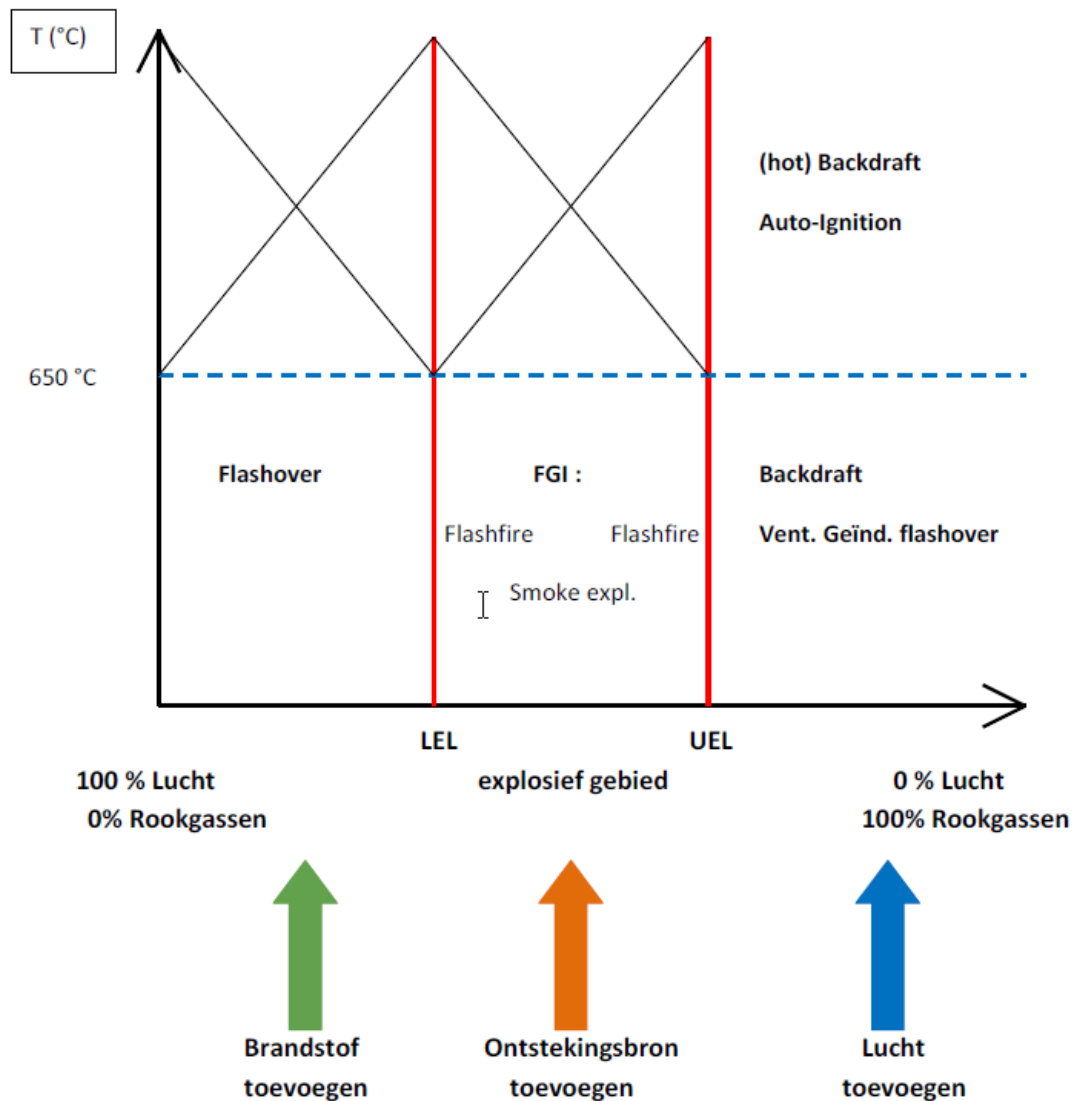 T (°C)
(hot) Backdraft
Auto-Ignition
650 °C
Flashover
FGI :
Backdraft
Flashfire
Flashfire
Vent. Geïnd. flashover
Smoke expl.
LEL
UEL
100 % Lucht
explosief gebied
0 % Lucht
0% Rookgassen
100% Rookgassen
Brandstof
toevoegen
Ontstekingsbron
toevoegen
Lucht
toevoegen